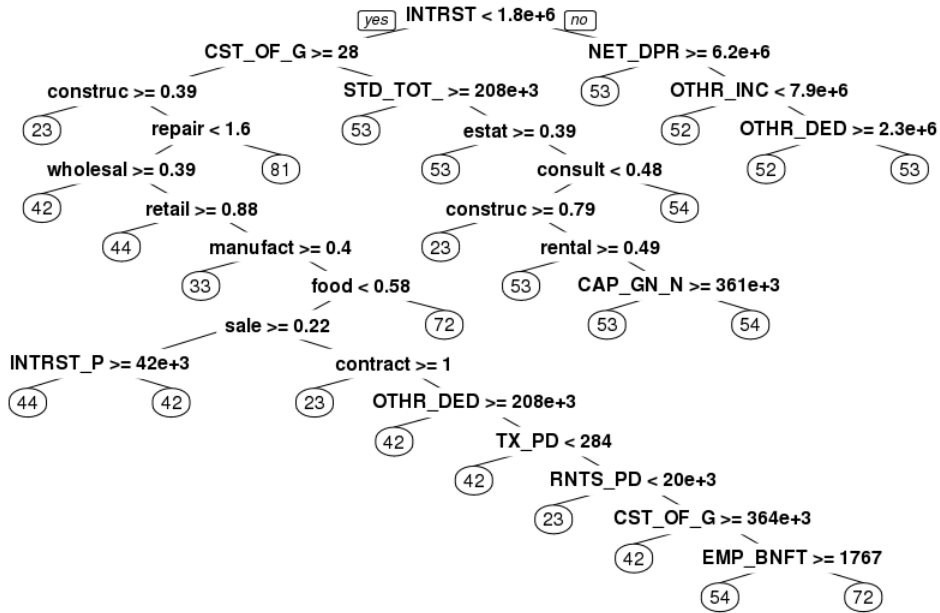 yes INTRST < 1.8e+6 no
CST_OF_G >= 28 NET_DPR >= 6.2e+6
construc >= 0.39 STD_TOT_ >= 208e+3 53 OTHR_INC < 7.9e+6
23 repair < 1.6 53 estat >= 0.39 52 OTHR_DED >= 2.3e+6
wholesal >= 0.39 81 53 consult < 0.48 52 53
42 retail >= 0.88 construc >= 0.79 54
44 manufact >= 0.4 23 rental >= 0.49
33 food < 0.58 53 CAP_GN_N >= 361e+3
sale >= 0.22 72 53 54
INTRST_P >= 42e+3 contract >= 1
44 42 23 OTHR_DED >= 208e+3
42 TX_PD < 284
42 RNTS_PD < 20e+3
23 CST_OF_G >= 364e+3
42 EMP_BNFT >= 1767
54 72